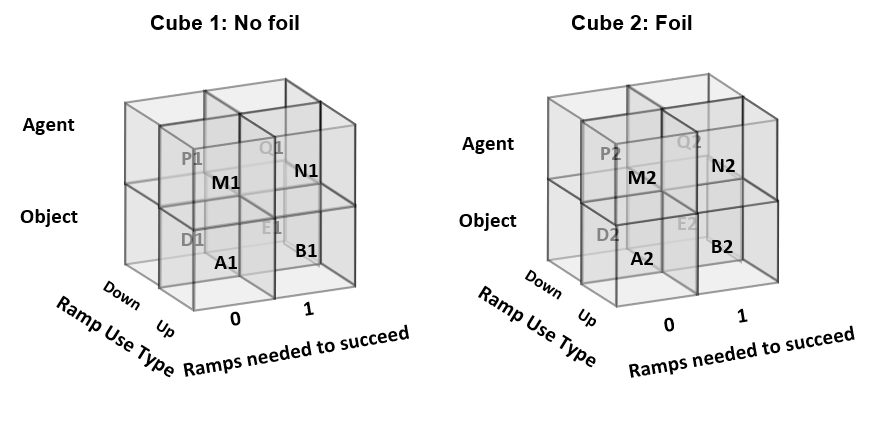 Cube 1: No foil
Cube 2: Foil
Agent
Object
P1
Q1
M1
N1
D1
E1
A1
B1
Down
Up
Ramp Use Type
0
1
Ramps needed to succeed
Agent
Object
P2
Q2
M2
N2
D2
E2
A2
B2
Down
Up
Ramp Use Type
0
1
Ramps needed to succeed